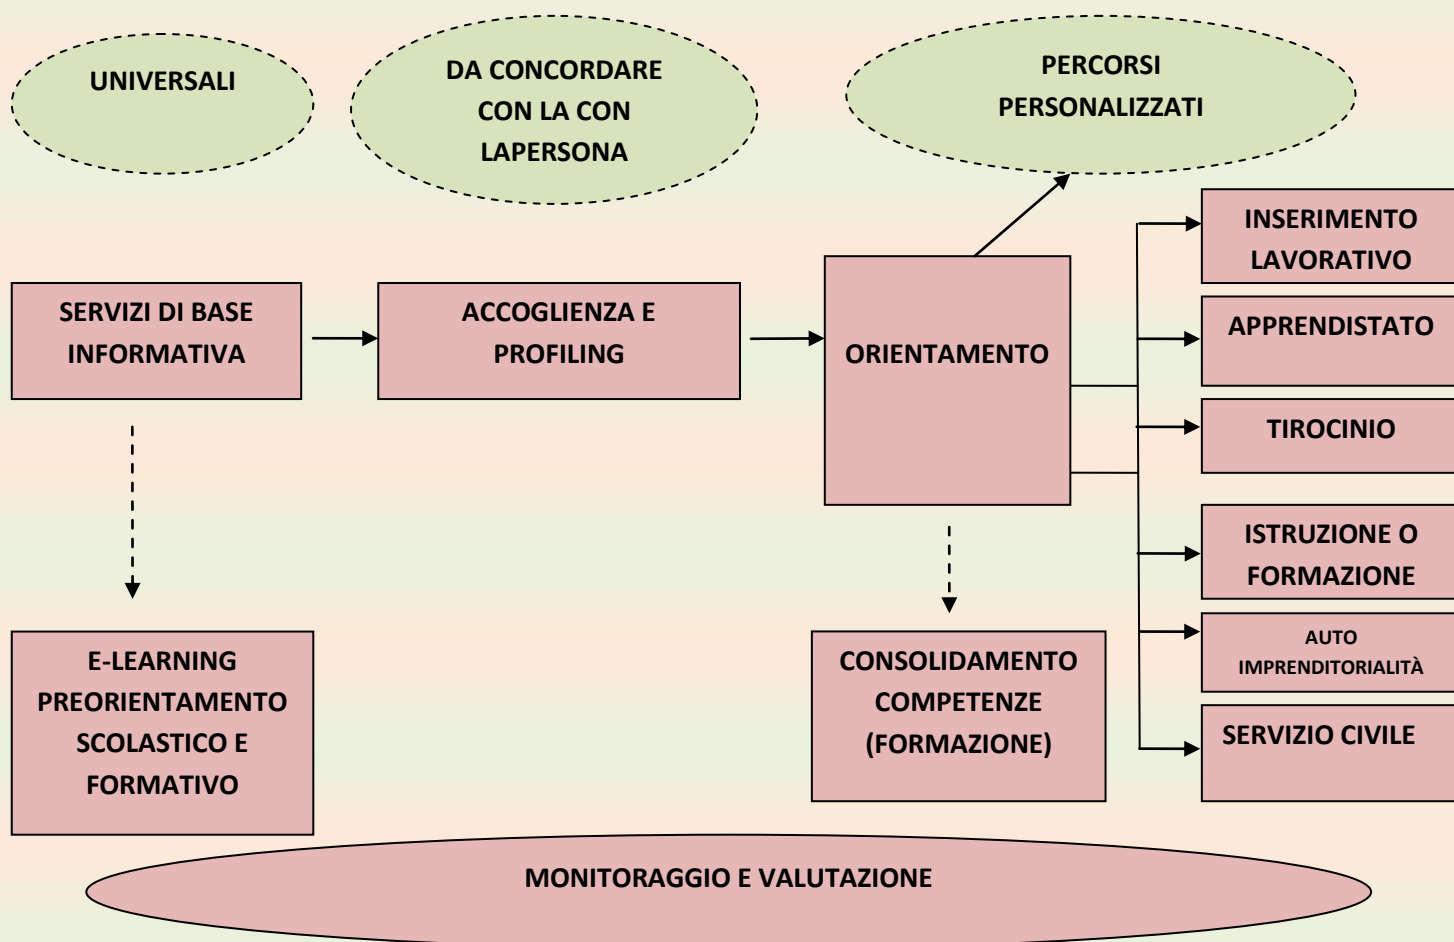 UNIVERSALI
DA CONCORDARE
CON LA CON
LAPERSONA
PERCORSI
PERSONALIZZATI
SERVIZI DI BASE
INFORMATIVA
ACCOGLIENZA E
PROFILING
ORIENTAMENTO
INSERIMENTO
LAVORATIVO
APPRENDISTATO
TIROCINIO
ISTRUZIONE O
FORMAZIONE
AUTO
IMPRENDITORIALITÀ
SERVIZIO CIVILE
E-LEARNING
PREORIENTAMENTO
SCOLASTICO E
FORMATIVO
CONSOLIDAMENTO
COMPETENZE
(FORMAZIONE)
MONITORAGGIO E VALUTAZIONE